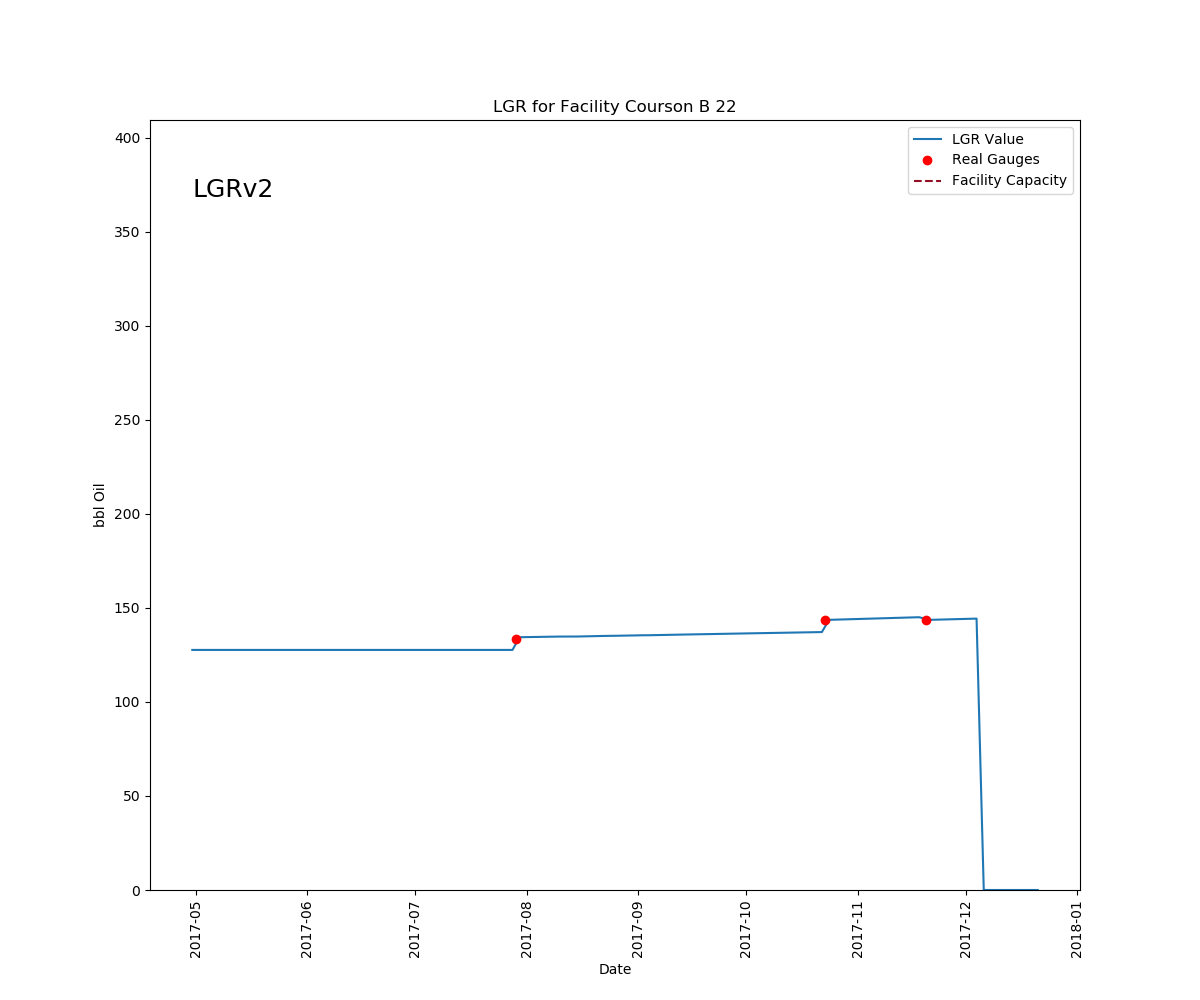 LGR for Facility Courson B 22
LGRv2
LGR Value
Real Gauges
Facility Capacity
bbl Oil
400
350
300
250
200
150
100
50
0
2017-05
2017-06
2017-07
2017-08
2017-09
2017-10
2017-11
2017-12
2018-01
Date